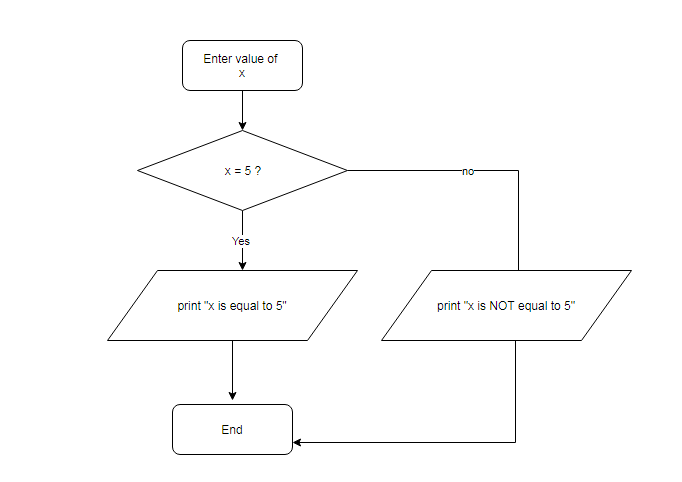 Enter value of
x
x = 5 ?
no
Yes
print "x is equal to 5"
print "x is NOT equal to 5"
End